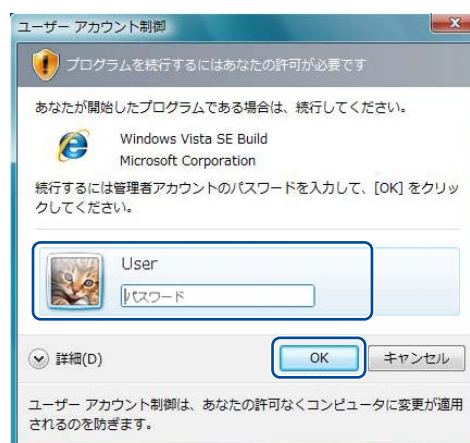 ユーザー アカウント制御
プログラムを続行するにはあなたの許可が必要です
あなたが開始したプログラムである場合は、続行してください。
Windows Vista SE Build
Microsoft Corporation
続行するには管理者アカウントのパスワードを入力して、[OK] をクリッ
クしてください。
User
パスワード
詳細(D)
OK
キャンセル
ユーザー アカウント制御は、あなたの許可なくコンピュータに変更が適用
されるのを防ぎます。